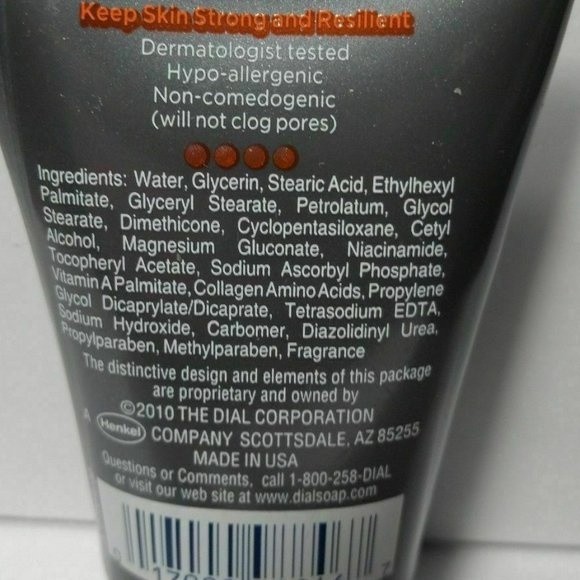 Keep Skin Strong and Resilient
Dermatologist tested
Hypo-allergenic
Non-comedogenic
(will not clog pores)
Ingredients: Water, Glycerin, Stearic Acid, Ethylhexyl
Palmitate, Glyceryl Stearate, Petrolatum, Glycol
Stearate, Dimethicone, Cyclopentasiloxane, Cetyl
Alcohol, Magnesium Gluconate, Niacinamide,
Tocopheryl Acetate, Sodium Ascorbyl Phosphate,
Vitamin A Palmitate, Collagen Amino Acids, Propylene
Glycol Dicaprylate/Dicaprate, Tetrasodium EDTA,
Sodium Hydroxide, Carbomer, Diazolidinyl Urea,
Propylparaben, Methylparaben, Fragrance
The distinctive design and elements of this package
are proprietary and owned by
©2010 THE DIAL CORPORATION
A Henkel COMPANY SCOTTSDALE, AZ 85255
MADE IN USA
Questions or Comments, call 1-800-258-DIAL
or visit our web site at www.dialsoap.com